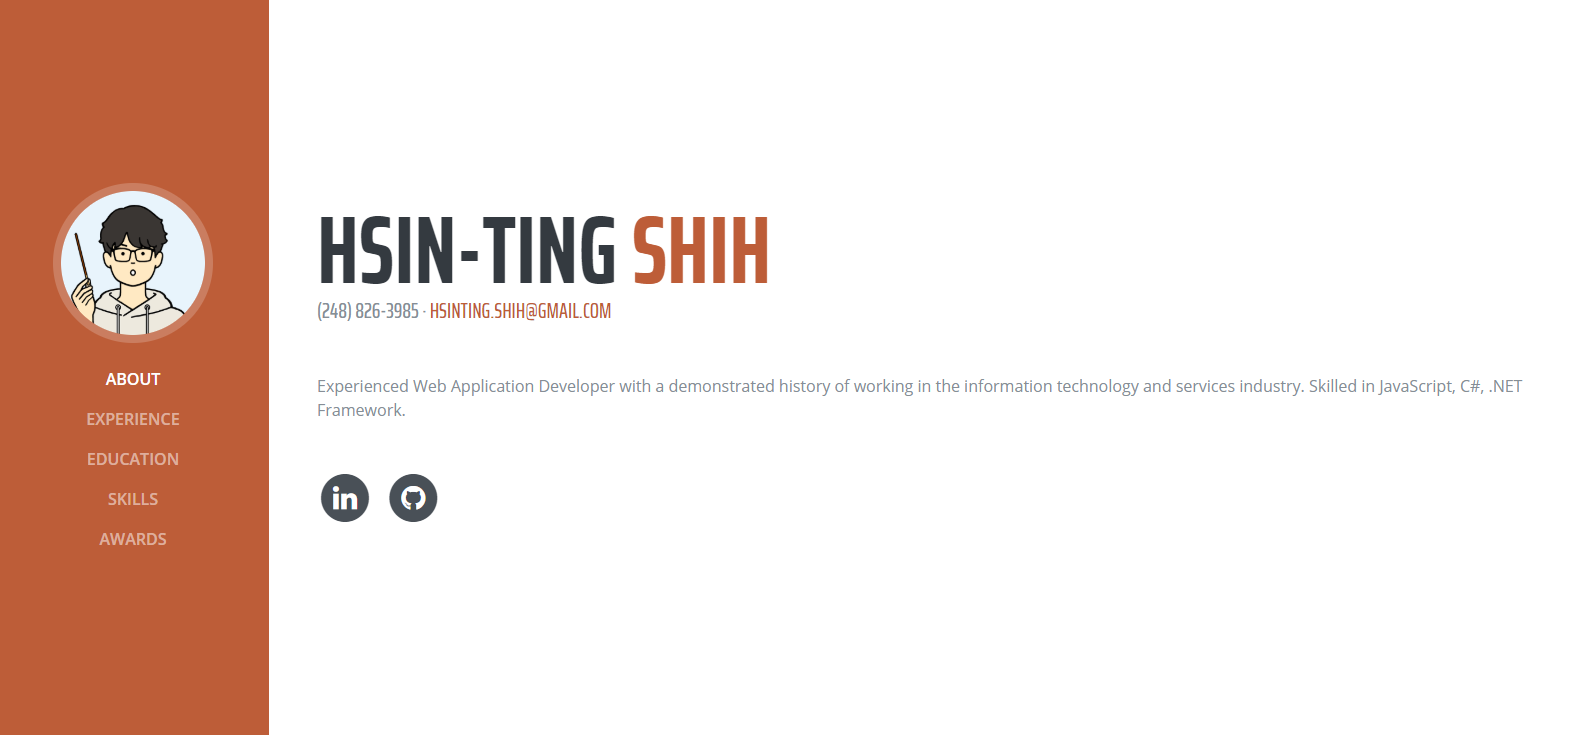 ABOUT
EXPERIENCE
EDUCATION
SKILLS
AWARDS
HSIN-TING SHIH
(248) 826-3985 · HSINTING.SHIH@GMAIL.COM
Experienced Web Application Developer with a demonstrated history of working in the information technology and services industry. Skilled in JavaScript, C#, .NET
Framework.
in